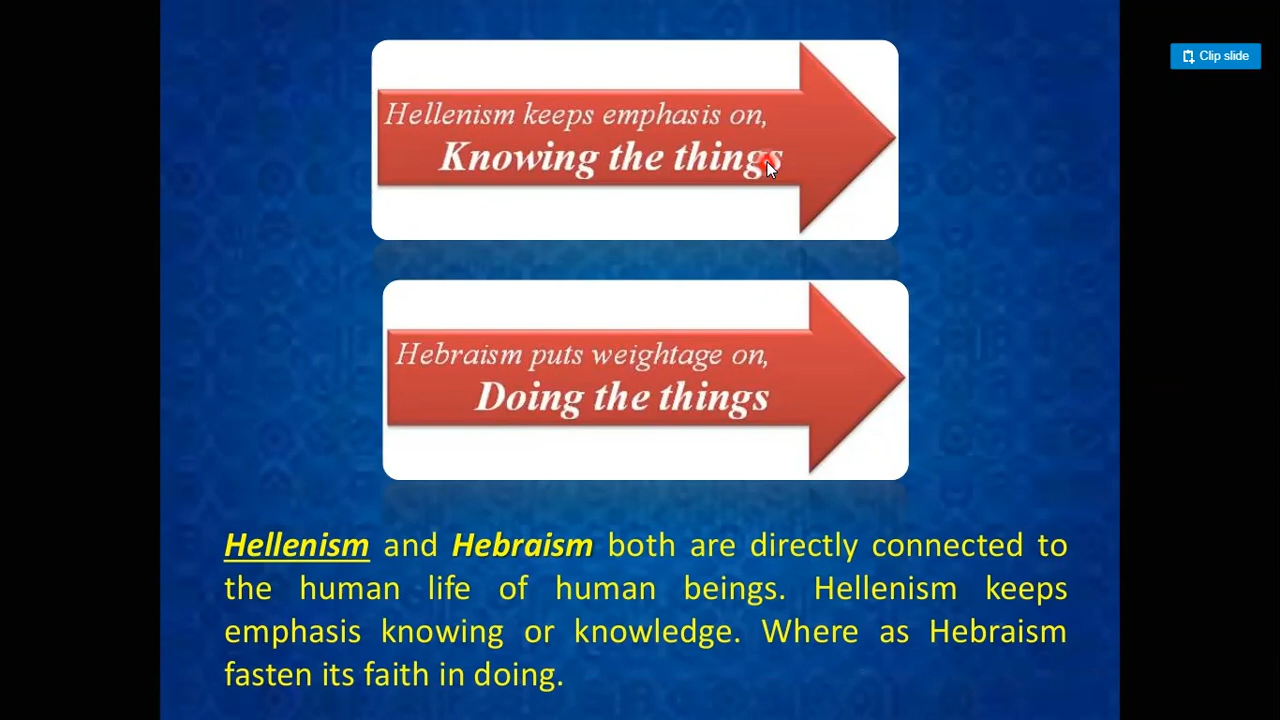 Clip slide
Hellenism keeps emphasis on,
Knowing the things
Hebraism puts weightage on,
Doing the things
Hellenism and Hebraism both are directly connected to
the human life of human beings. Hellenism keeps
emphasis knowing or knowledge. Where as Hebraism
fasten its faith in doing.